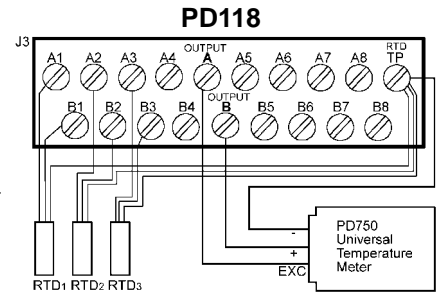 PD118
J3
OUTPUT
RTD
A1 A2 A3 A4 A A5 A6 A7 A8 TP
OUTPUT
B1 B2 B3 B4 B B5 B6 B7 B8
PD750
- Universal
+ Temperature
EXC Meter
RTD1 RTD2 RTD3